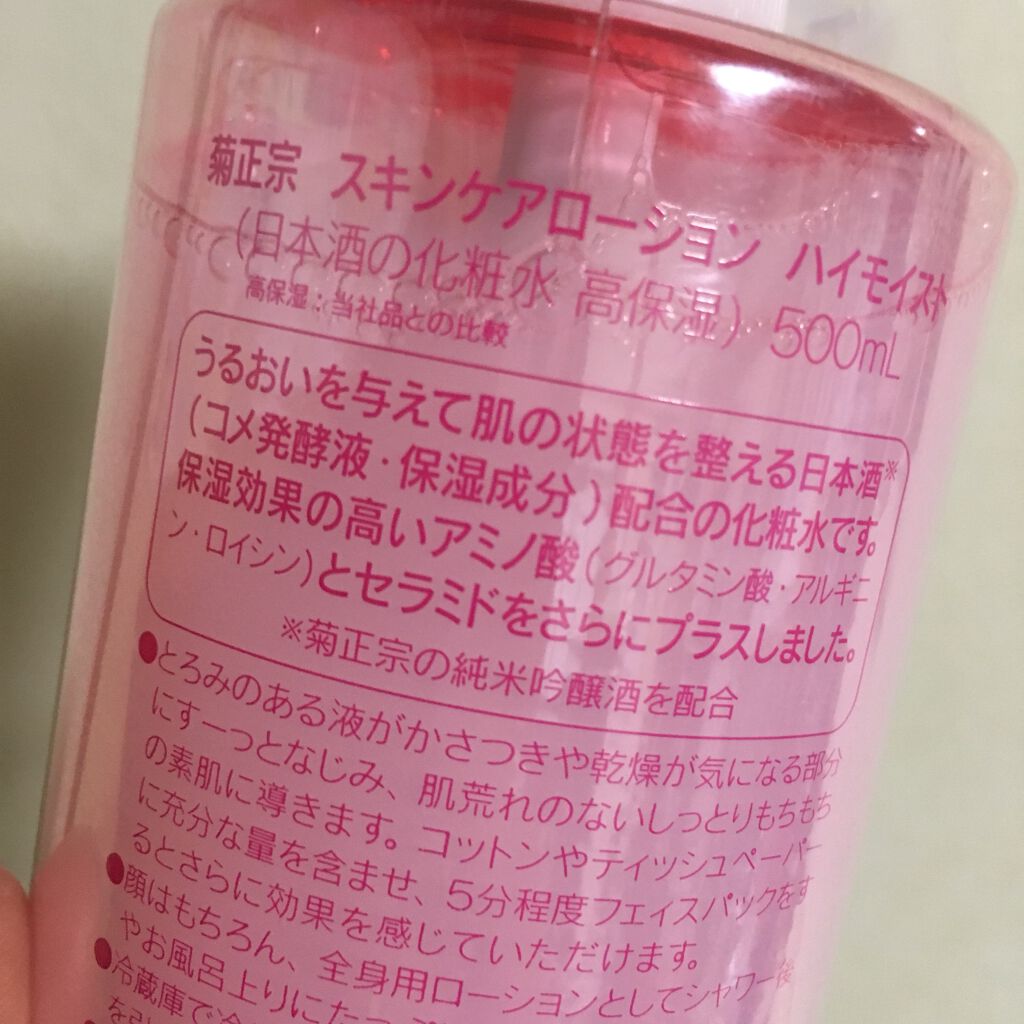 菊正宗 スキンケアローション ハイモイスト
(日本酒の化粧水 高保湿) 500mL
高保湿:当社品との比較
うるおいを与えて肌の状態を整える日本酒※
(コメ発酵液・保湿成分)配合の化粧水です。
保湿効果の高いアミノ酸(グルタミン酸・アルギニ
ン・ロイシン)とセラミドをさらにプラスしました。
※菊正宗の純米吟醸酒を配合
●とろみのある液がかさつきや乾燥が気になる部分
にすーっとなじみ、肌荒れのないしっとりもちもち
の素肌に導きます。コットンやティッシュペーパー
に充分な量を含ませ、5分程度フェイスパックをす
るとさらに効果を感じていただけます。
●顔はもちろん、全身用ローションとしてシャワー後
やお風呂上りにたっ
●冷蔵庫で冷